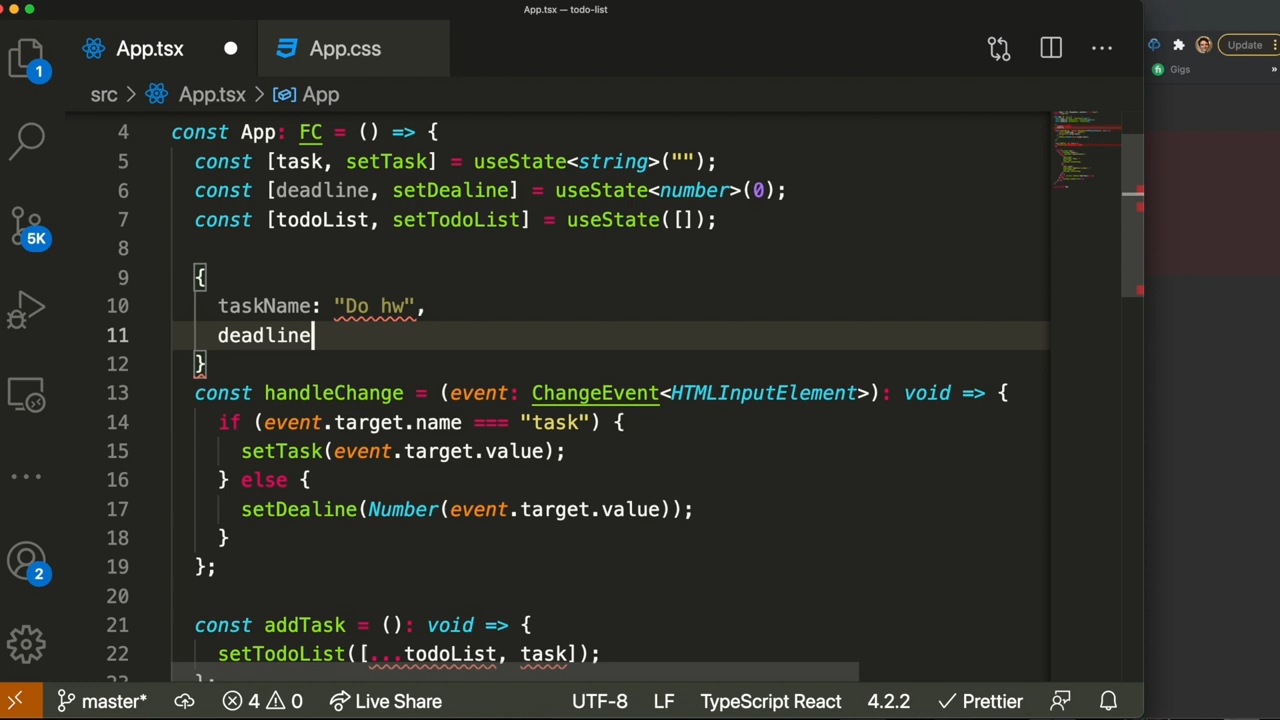 App.tsx — todo-list
App.tsx
App.css
Update
Gigs
»
src > App.tsx > App
4 const App: FC = () => {
5 const [task, setTask] = useState<string>("");
6 const [deadline, setDealine] = useState<number>(0);
7 const [todoList, setTodoList] = useState([]);
8
9 {
10 taskName: "Do hw",
11 deadline
12 }
13 const handleChange = (event: ChangeEvent<HTMLInputElement>): void => {
14 if (event.target.name === "task") {
15 setTask(event.target.value);
16 } else {
17 setDealine(Number(event.target.value));
18 }
19 };
20
21 const addTask = (): void => {
22 setTodoList([...todoList, task]);
1
5K
2
master* 4 0 Live Share UTF-8 LF TypeScript React 4.2.2 Prettier